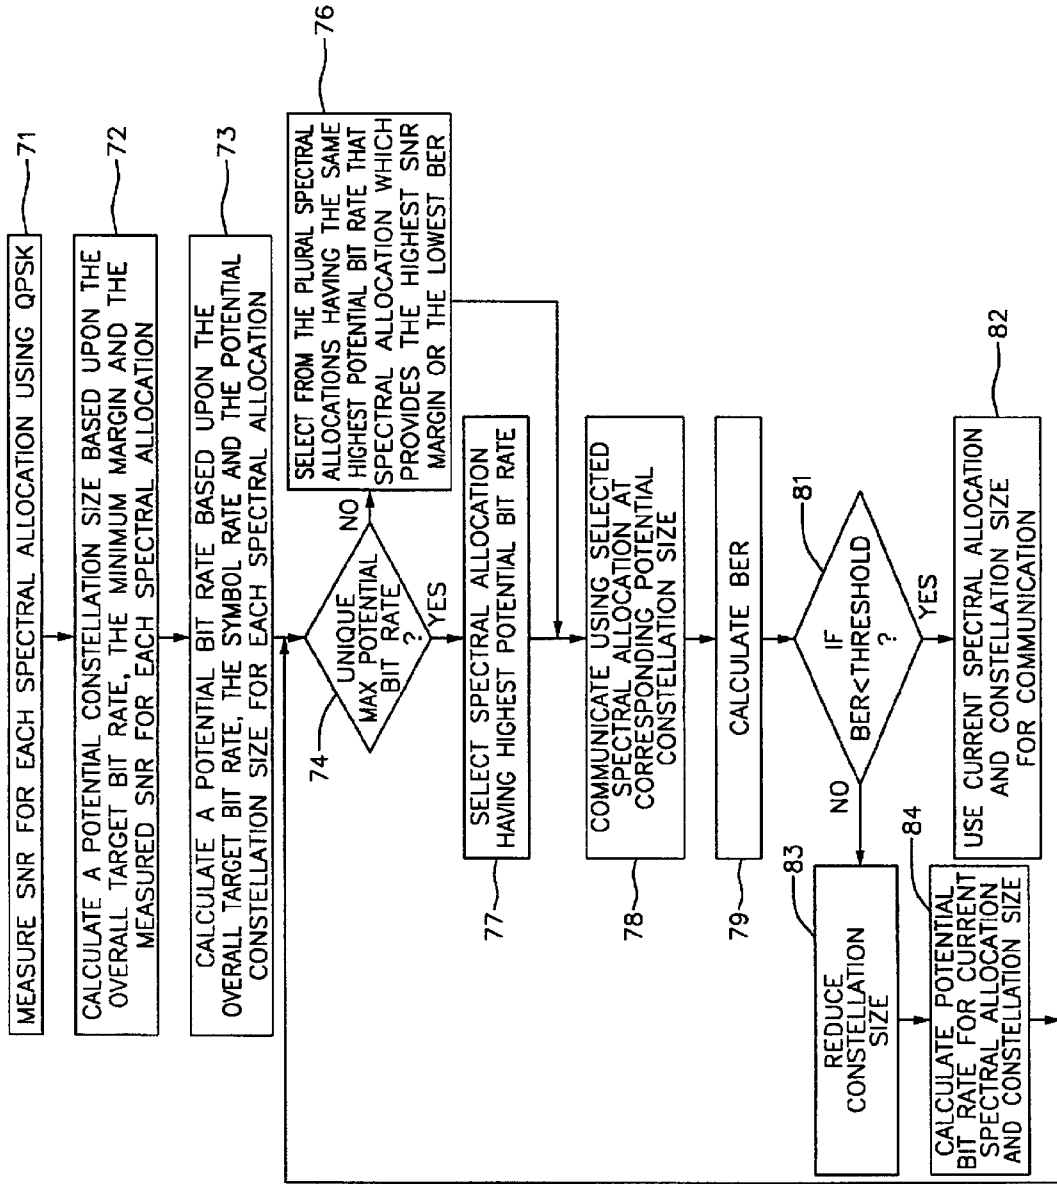 MEASURE SNR FOR EACH SPECTRAL ALLOCATION USING QPSK
71
CALCULATE A POTENTIAL CONSTELLATION SIZE BASED UPON THE
OVERALL TARGET BIT RATE, THE MINIMUM MARGIN AND THE
MEASURED SNR FOR EACH SPECTRAL ALLOCATION
72
CALCULATE A POTENTIAL BIT RATE BASED UPON THE
OVERALL TARGET BIT RATE, THE SYMBOL RATE AND THE POTENTIAL
CONSTELLATION SIZE FOR EACH SPECTRAL ALLOCATION
73
UNIQUE
MAX POTENTIAL
BIT RATE
?
74
NO
YES
SELECT FROM THE PLURAL SPECTRAL
ALLOCATIONS HAVING THE SAME
HIGHEST POTENTIAL BIT RATE THAT
SPECTRAL ALLOCATION WHICH
PROVIDES THE HIGHEST SNR
MARGIN OR THE LOWEST BER
76
SELECT SPECTRAL ALLOCATION
HAVING HIGHEST POTENTIAL BIT RATE
77
COMMUNICATE USING SELECTED
SPECTRAL ALLOCATION AT
CORRESPONDING POTENTIAL
CONSTELLATION SIZE
78
CALCULATE BER
79
IF
BER<THRESHOLD
?
81
NO
YES
USE CURRENT SPECTRAL ALLOCATION
AND CONSTELLATION SIZE
FOR COMMUNICATION
82
REDUCE
CONSTELLATION
SIZE
83
CALCULATE POTENTIAL
BIT RATE FOR CURRENT
SPECTRAL ALLOCATION
AND CONSTELLATION SIZE
84